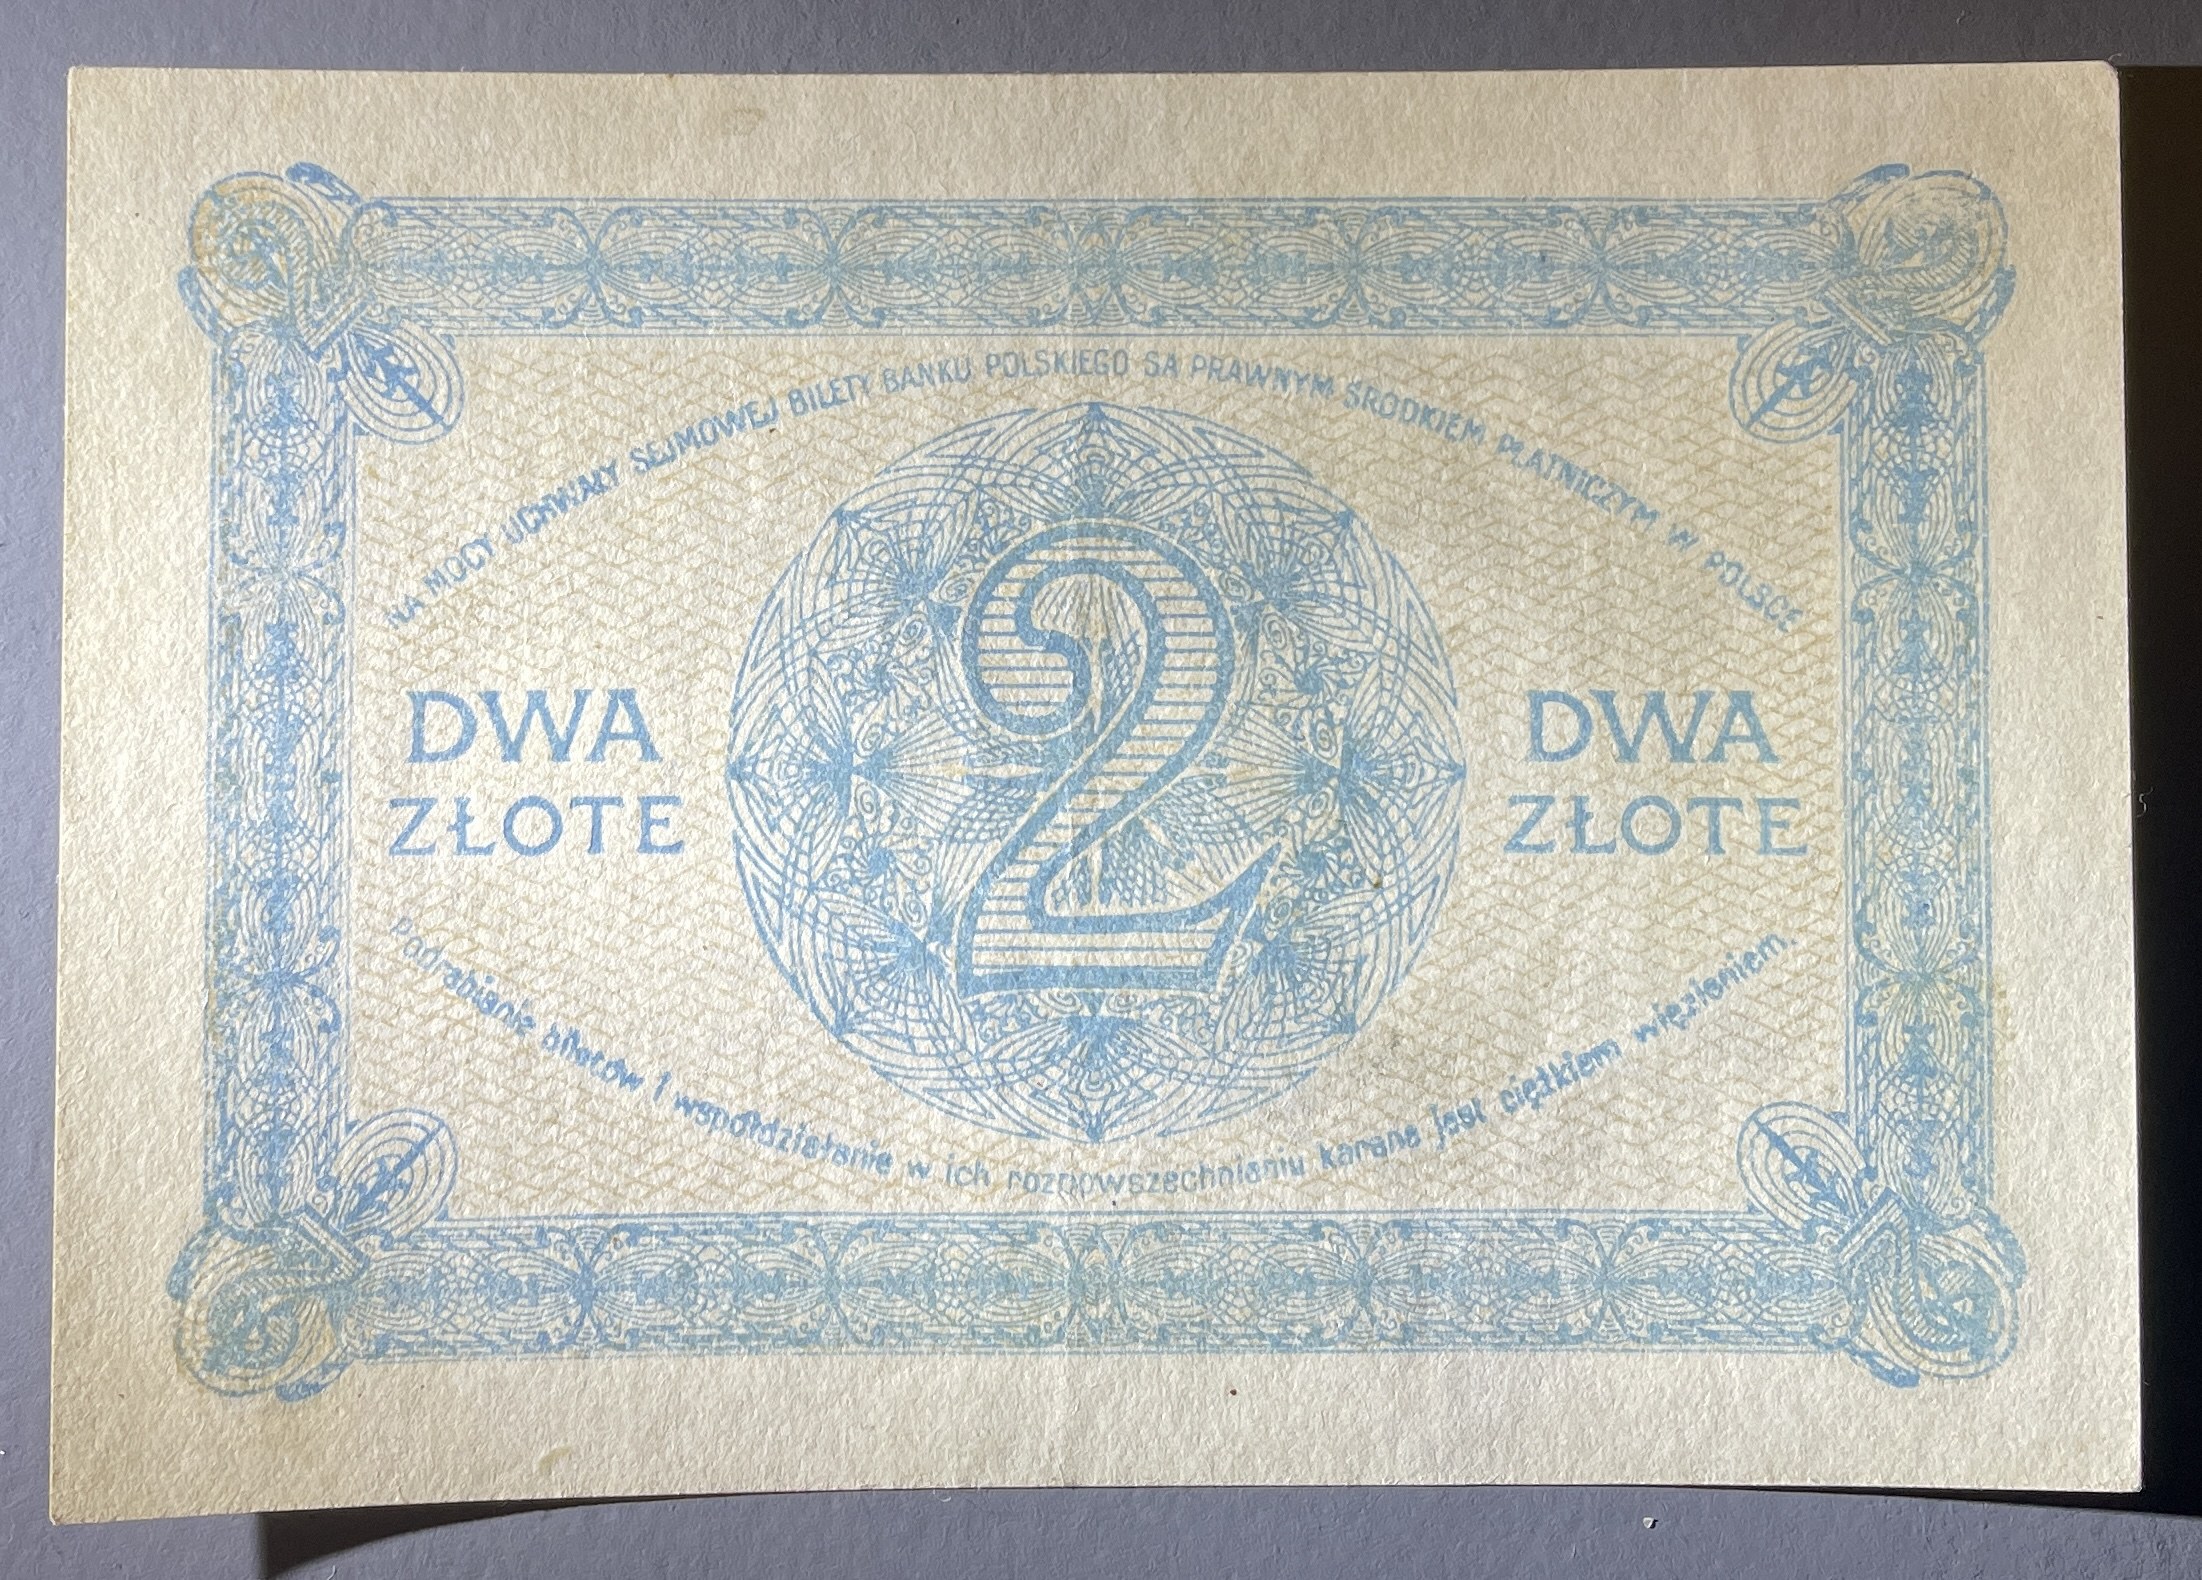 NA MOCY UCHWAŁY SEJMOWEJ BILETY BANKU POLSKIEGO SA PRAWNYM ŚRODKIEM PŁATNICZYM W POLSCE
2
DWA
ZŁOTE
DWA
ZŁOTE
Podrabianie biletów i współdziałanie w ich rozpowszechnianiu karane jest ciężkiem więzieniem.